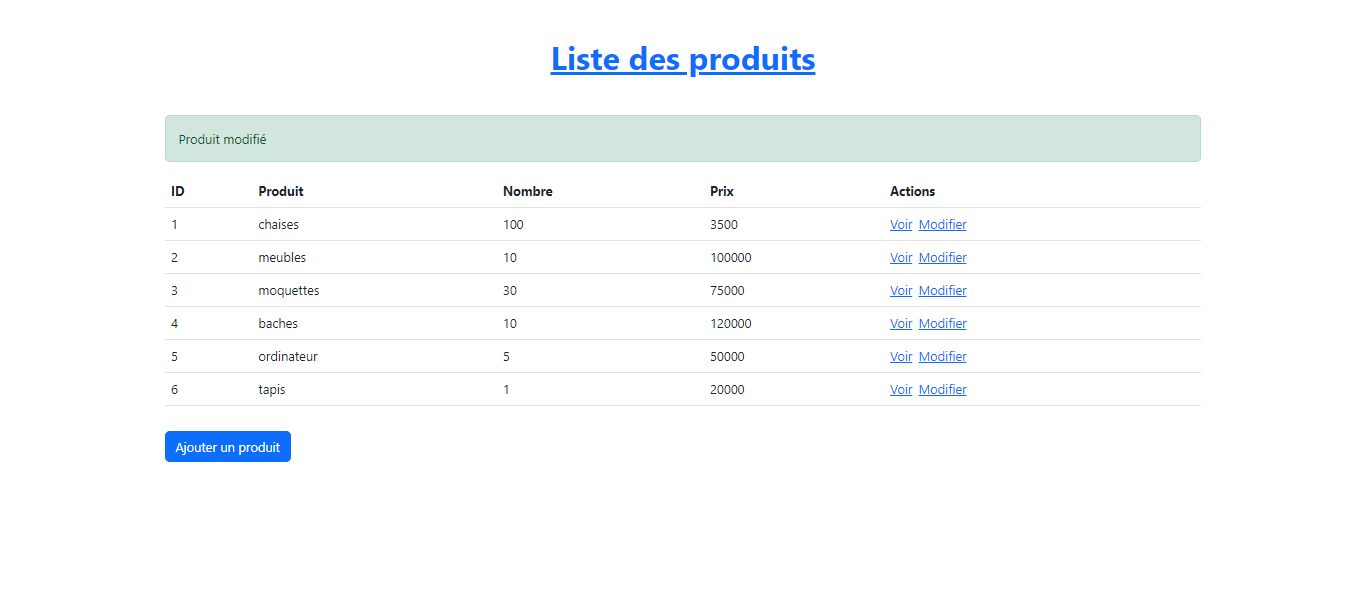 Liste des produits
Produit modifié
ID Produit Nombre Prix Actions
1 chaises 100 3500 Voir Modifier
2 meubles 10 100000 Voir Modifier
3 moquettes 30 75000 Voir Modifier
4 baches 10 120000 Voir Modifier
5 ordinateur 5 50000 Voir Modifier
6 tapis 1 20000 Voir Modifier
Ajouter un produit